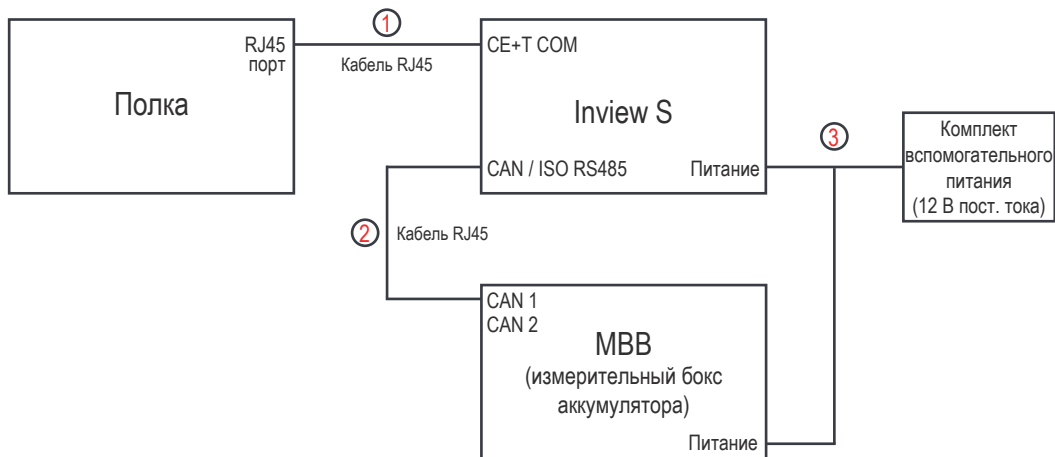 1
RJ45
порт
CE+T COM
Кабель RJ45
Полка
Inview S
3
Комплект
вспомогательного
питания
(12 В пост. тока)
CAN / ISO RS485
Питание
2
Кабель RJ45
CAN 1
CAN 2
MBB
(измерительный бокс
аккумулятора)
Питание